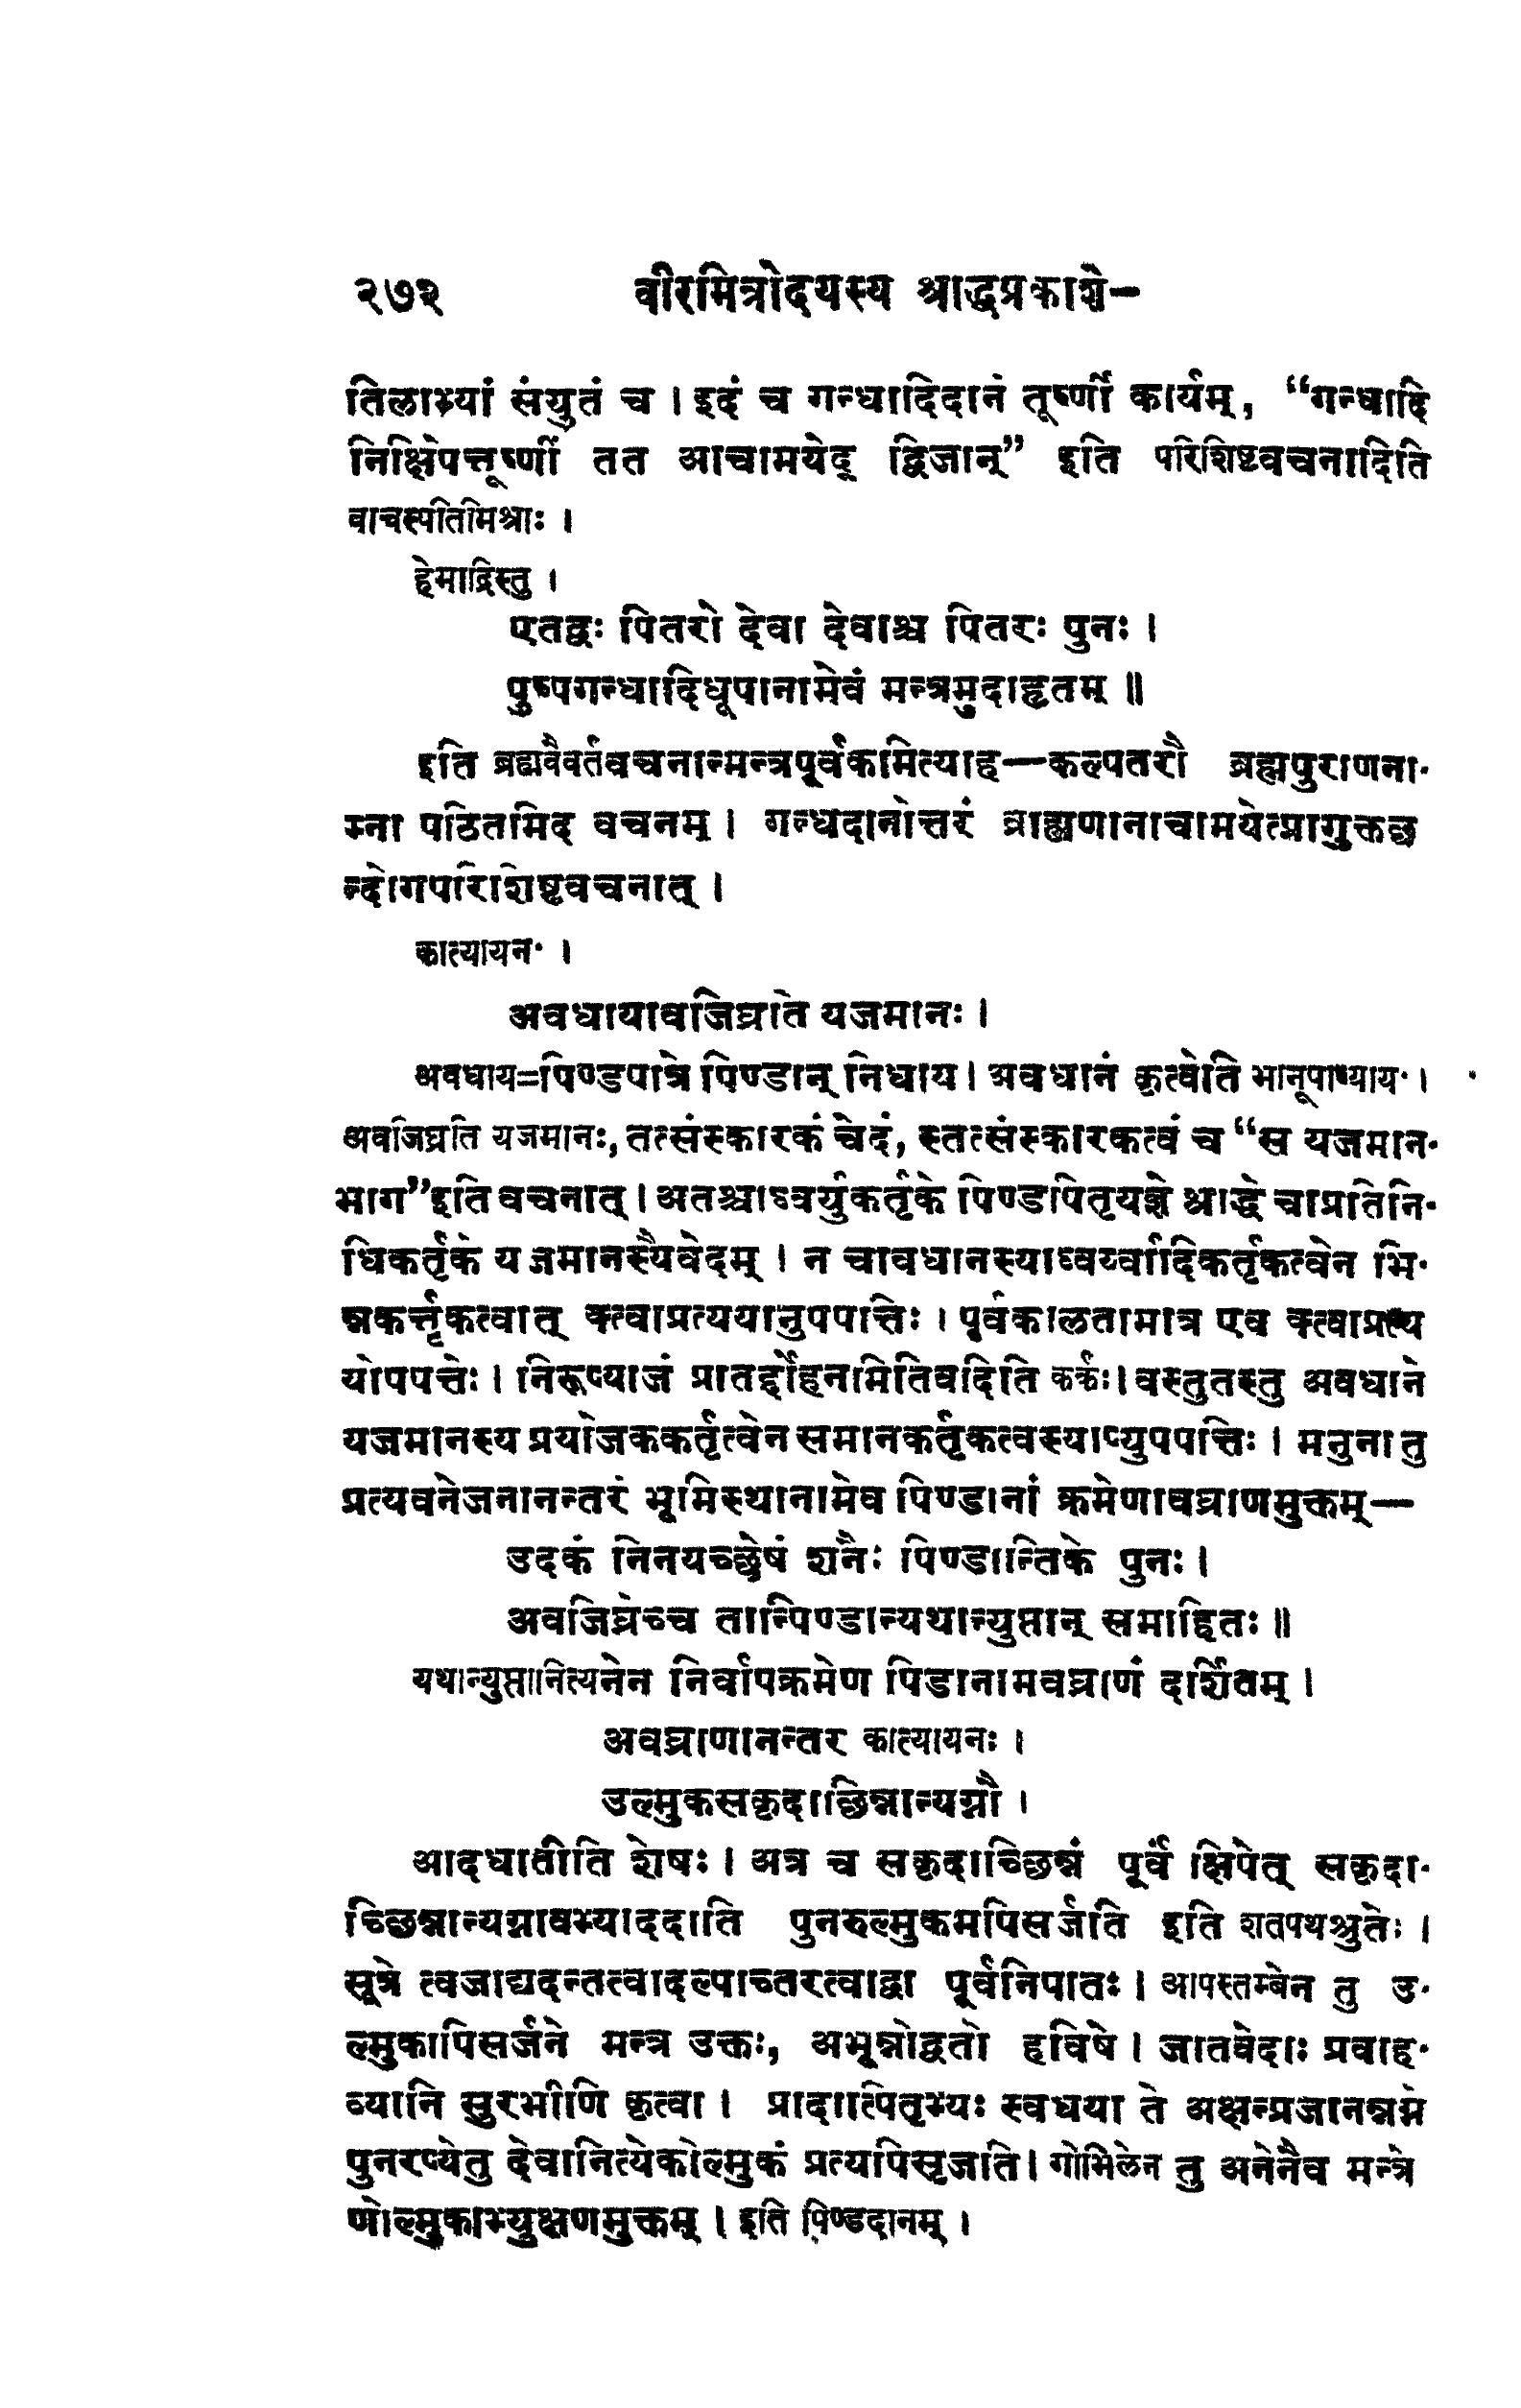 २७२ वीरमित्रोदयस्य श्राद्धप्रकाशे-
तिलाभ्यां संयुतं च । इदं च गन्धादिदानं तूष्णीं कार्यम्, “गन्धादि
निक्षिपेत्तूष्णीं तत आचामयेद् द्विजान्” इति परिशिष्टवचनादिति
वाचस्पतिमिश्राः ।
हेमाद्रिस्तु ।
एतद्वः पितरो देवा देवाश्च पितरः पुनः ।
पुष्पगन्धादिधूपानामेवं मन्त्रमुदाहृतम् ॥
इति ब्रह्मवैवर्तवचनान्मन्त्रपूर्वकमित्याह—कल्पतरौ ब्रह्मपुराणना-
म्ना पठितमिद वचनम् । गन्धदानोत्तरं ब्राह्मणानाचामयेत्प्रागुक्तछ
न्दोगपरिशिष्टवचनात् ।
कात्यायन· ।
अवधायावजिघ्रति यजमानः ।
अवधाय=पिण्डपात्रे पिण्डान् निधाय । अवधानं कृत्वेति भानूपाध्याय· ।
अवजिघ्रति यजमानः, तत्संस्कारकं चेदं, स्तत्संस्कारकत्वं च “स यजमान-
भाग” इति वचनात् । अतश्चाध्वर्युकर्तृके पिण्डपितृयज्ञे श्राद्धे चाप्रतिनि-
धिकर्तृके यजमानस्यैवेदम् । न चावधानस्याध्वर्य्वादिकर्तृकत्वेन भि-
न्नकर्त्तृकत्वात् क्त्वाप्रत्ययानुपपत्तिः । पूर्वकालतामात्र एव क्त्वाप्रत्य
योपपत्तेः । निरूप्याजं प्रातर्द्दोहनमितिवदिति कर्कः । वस्तुतस्तु अवधाने
यजमानस्य प्रयोजककर्तृत्वेन समानकर्तृकत्वस्याप्युपपत्तिः । मनुना तु
प्रत्यवनेजनानन्तरं भूमिस्थानामेव पिण्डानां क्रमेणावघ्राणमुक्तम्—
उदकं निनयच्छेषं शनैः पिण्डान्तिके पुनः ।
अवजिघ्रेच्च तान्पिण्डान्यथान्युप्तान् समाहितः ॥
यथान्युप्तानित्यनेन निर्वापक्रमेण पिडानामवघ्राणं दर्शितम् ।
अवघ्राणानन्तर कात्यायनः ।
उल्मुकसकृदाछिन्नान्यग्नौ ।
आदधातीति शेषः । अत्र च सकृदाच्छिन्नं पूर्वं क्षिपेत् सकृदा-
च्छिन्नान्यग्नावभ्याददाति पुनरुल्मुकमपिसर्जति इति शतपथश्रुतेः ।
सूत्रे त्वजाद्यदन्तत्वादल्पाच्तरत्वाद्वा पूर्वनिपातः । आपस्तम्बेन तु उ-
ल्मुकापिसर्जने मन्त्र उक्तः, अभून्नोद्वतो हविषे । जातवेदाः प्रवाह-
व्यानि सुरभीणि कृत्वा । प्रादात्पितृभ्यः स्वधया ते अक्षन्प्रजानन्नग्ने
पुनरप्येतु देवानित्येकोल्मुकं प्रत्यपिसृजति । गोभिलेन तु अनेनैव मन्त्रे
णोल्मुकाभ्युक्षणमुक्तम् । इति पिण्डदानम् ।